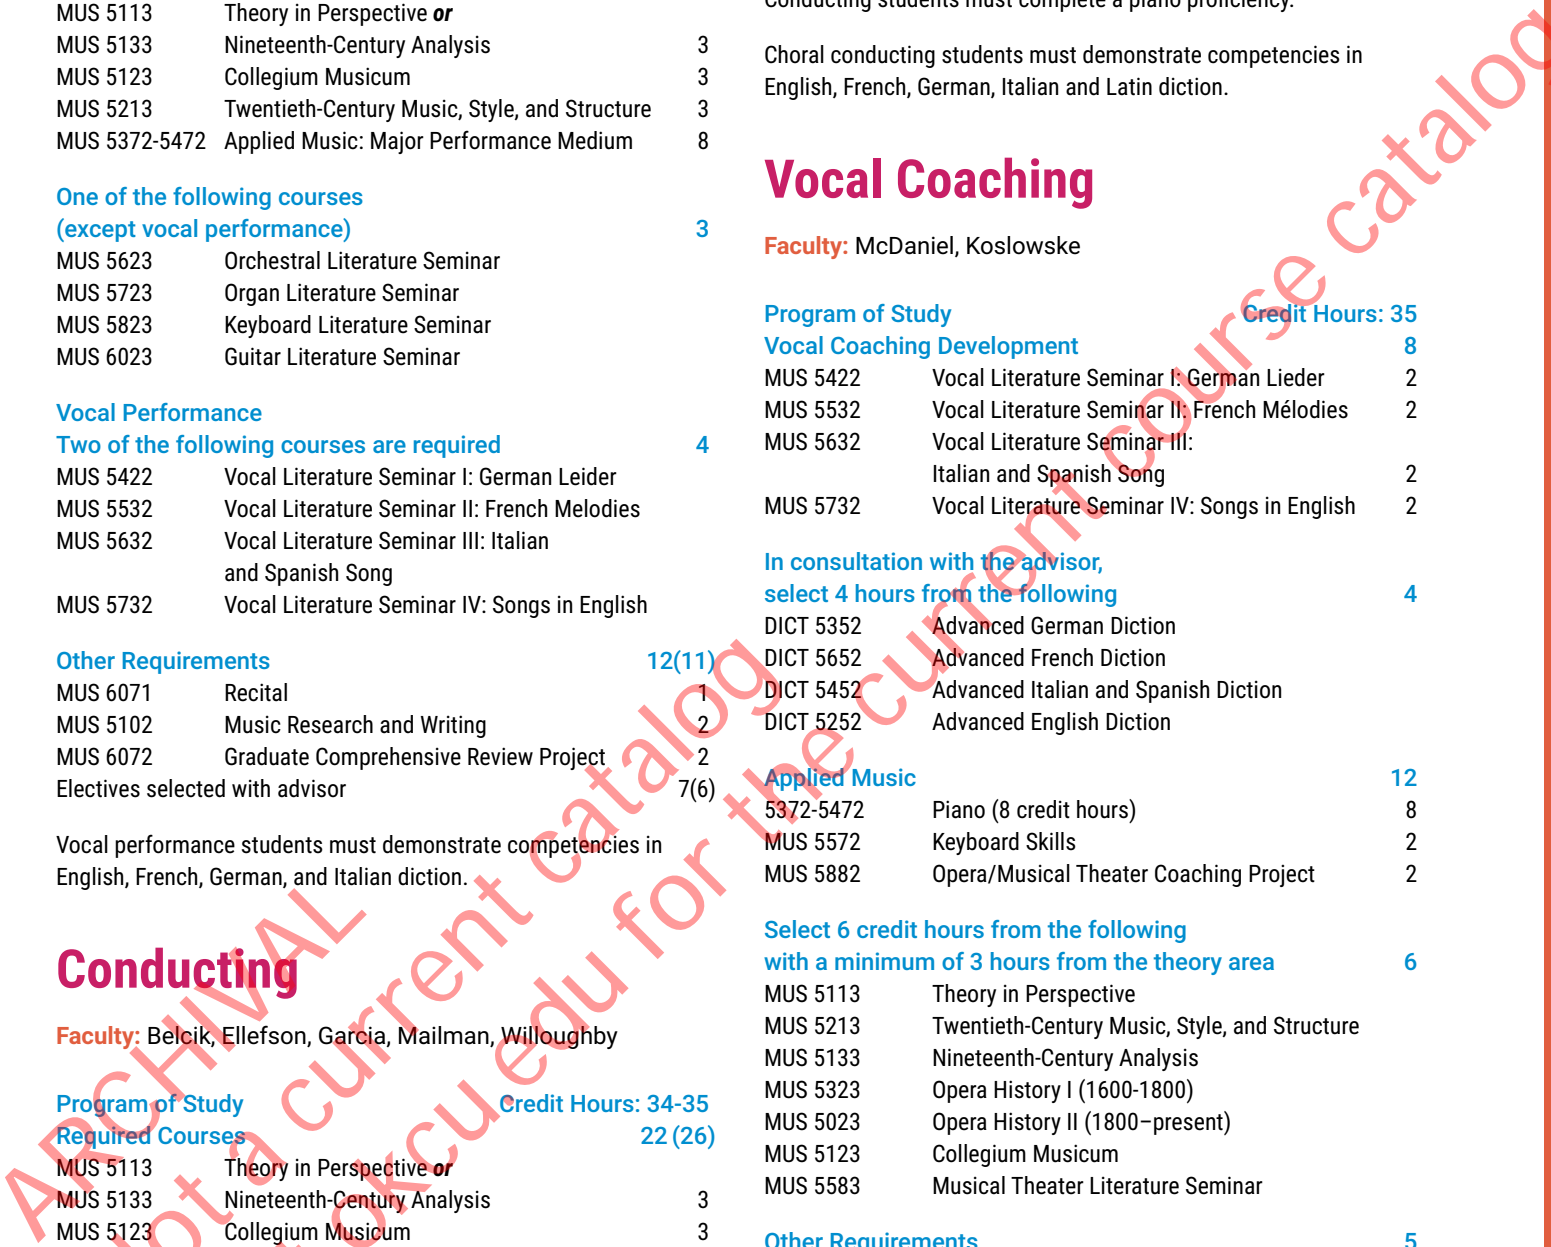 MUS 5113 Theory in Perspective or
MUS 5133 Nineteenth-Century Analysis 3
MUS 5123 Collegium Musicum 3
MUS 5213 Twentieth-Century Music, Style, and Structure 3
MUS 5372-5472 Applied Music: Major Performance Medium 8
One of the following courses
(except vocal performance) 3
MUS 5623 Orchestral Literature Seminar
MUS 5723 Organ Literature Seminar
MUS 5823 Keyboard Literature Seminar
MUS 6023 Guitar Literature Seminar
Vocal Performance
Two of the following courses are required 4
MUS 5422 Vocal Literature Seminar I: German Leider
MUS 5532 Vocal Literature Seminar II: French Melodies
MUS 5632 Vocal Literature Seminar III: Italian
and Spanish Song
MUS 5732 Vocal Literature Seminar IV: Songs in English
Other Requirements 12(11)
MUS 6071 Recital 1
MUS 5102 Music Research and Writing 2
MUS 6072 Graduate Comprehensive Review Project 2
Electives selected with advisor 7(6)
Vocal performance students must demonstrate competencies in
English, French, German, and Italian diction.
Conducting
Faculty: Belcik, Ellefson, Garcia, Mailman, Willoughby
Program of Study Credit Hours: 34-35
Required Courses 22 (26)
MUS 5113 Theory in Perspective or
MUS 5133 Nineteenth-Century Analysis 3
MUS 5123 Collegium Musicum 3
Conducting students must complete a piano proficiency.
Choral conducting students must demonstrate competencies in
English, French, German, Italian and Latin diction.
Vocal Coaching
Faculty: McDaniel, Koslowske
Program of Study Credit Hours: 35
Vocal Coaching Development 8
MUS 5422 Vocal Literature Seminar I: German Lieder 2
MUS 5532 Vocal Literature Seminar II: French Mélodies 2
MUS 5632 Vocal Literature Seminar III:
Italian and Spanish Song 2
MUS 5732 Vocal Literature Seminar IV: Songs in English 2
In consultation with the advisor,
select 4 hours from the following 4
DICT 5352 Advanced German Diction
DICT 5652 Advanced French Diction
DICT 5452 Advanced Italian and Spanish Diction
DICT 5252 Advanced English Diction
Applied Music 12
5372-5472 Piano (8 credit hours) 8
MUS 5572 Keyboard Skills 2
MUS 5882 Opera/Musical Theater Coaching Project 2
Select 6 credit hours from the following
with a minimum of 3 hours from the theory area 6
MUS 5113 Theory in Perspective
MUS 5213 Twentieth-Century Music, Style, and Structure
MUS 5133 Nineteenth-Century Analysis
MUS 5323 Opera History I (1600-1800)
MUS 5023 Opera History II (1800–present)
MUS 5123 Collegium Musicum
MUS 5583 Musical Theater Literature Seminar
Other Requirements 5
ARCHIVAL
a current catalog
okcu.edu for the current course catalog